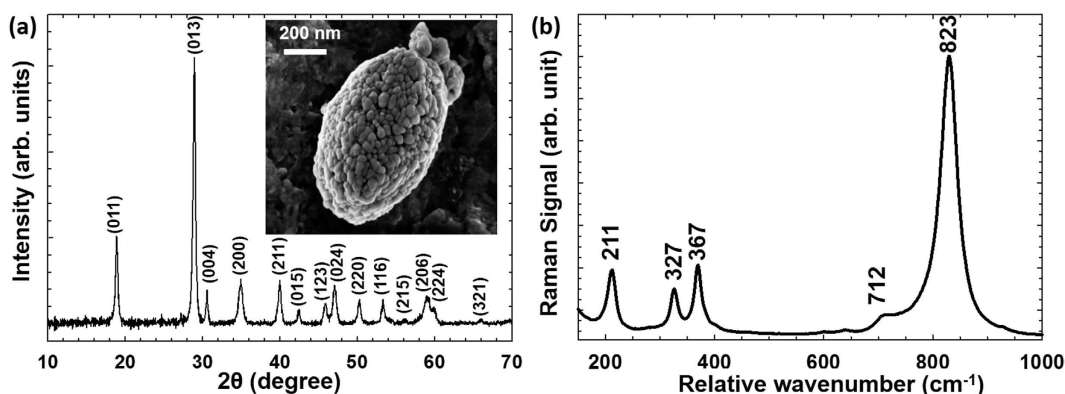 (a)
(013)
200 nm
(011)
(004)
(200)
(211)
(015)
(123)
(024)
(220)
(116)
(215)
(206)
(224)
(321)
Intensity (arb. units)
10 20 30 40 50 60 70
2θ (degree)
(b)
823
211
327
367
712
Raman Signal (arb. unit)
200 400 600 800 1000
Relative wavenumber (cm⁻¹)